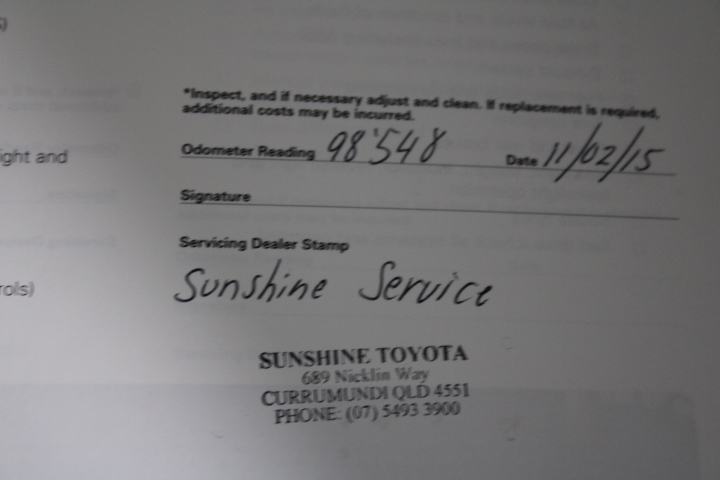 *Inspect, and if necessary adjust and clean. If replacement is required,
additional costs may be incurred.
ight and
Odometer Reading 98'548 Date 11/02/15
Signature
Servicing Dealer Stamp
rols)
Sunshine Service
SUNSHINE TOYOTA
689 Nicklin Way
CURRUMUNDI QLD 4551
PHONE: (07) 5493 3900